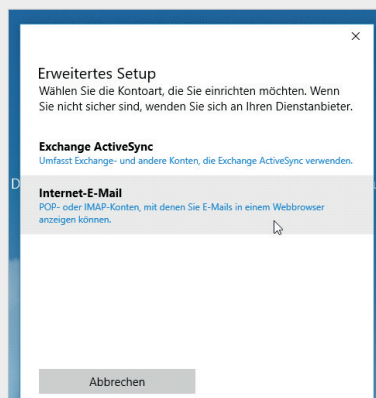 Erweitertes Setup
Wählen Sie die Kontoart, die Sie einrichten möchten. Wenn
Sie nicht sicher sind, wenden Sie sich an Ihren Dienstanbieter.
Exchange ActiveSync
Umfasst Exchange- und andere Konten, die Exchange ActiveSync verwenden.
Internet-E-Mail
POP- oder IMAP-Konten, mit denen Sie E-Mails in einem Webbrowser
anzeigen können.
Abbrechen